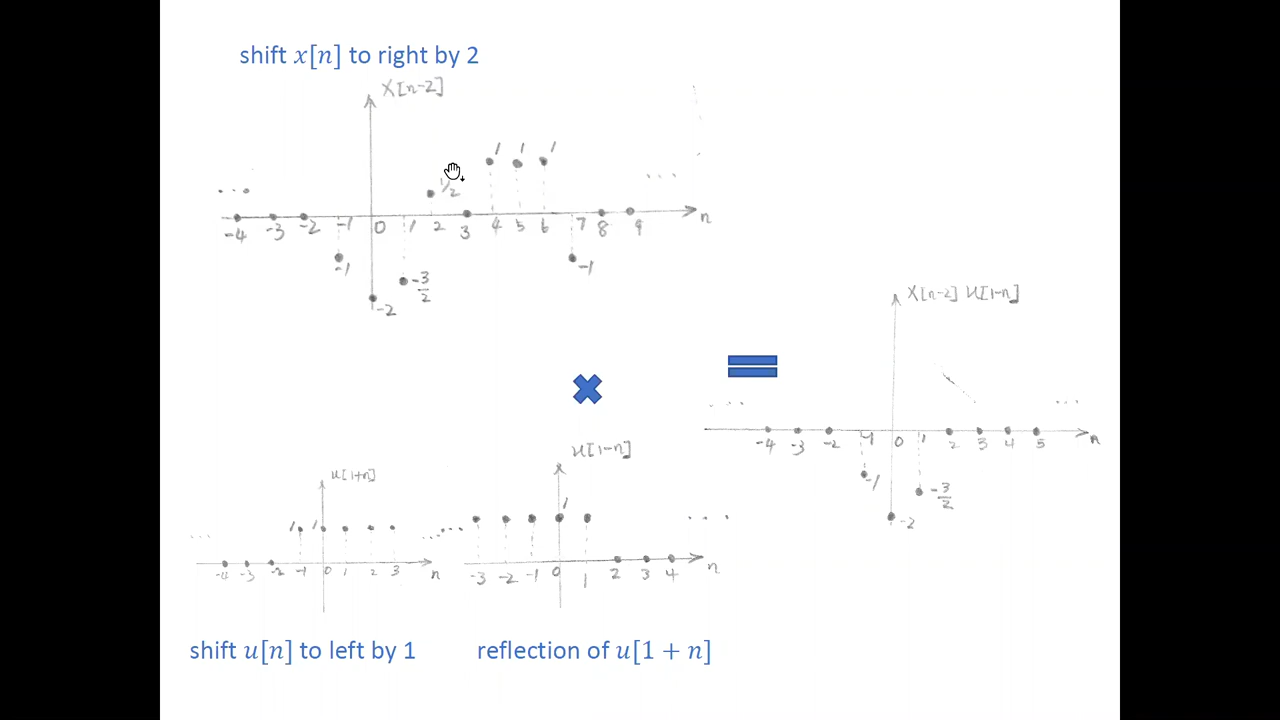 shift x[n] to right by 2
X[n-2]
1 1 1
1/2
... ...
-4 -3 -2 -1 0 1 2 3 4 5 6 7 8 9 n
-1 -3/2 -1
-2
X[n-2] u[1-n]
... ...
-4 -3 -2 -1 0 1 2 3 4 5 n
-1 -3/2
-2
u[1+n]
1 1
... ...
-4 -3 -2 -1 0 1 2 3 n
u[1-n]
1
... ...
-3 -2 -1 0 1 2 3 4 n
shift u[n] to left by 1
reflection of u[1 + n]